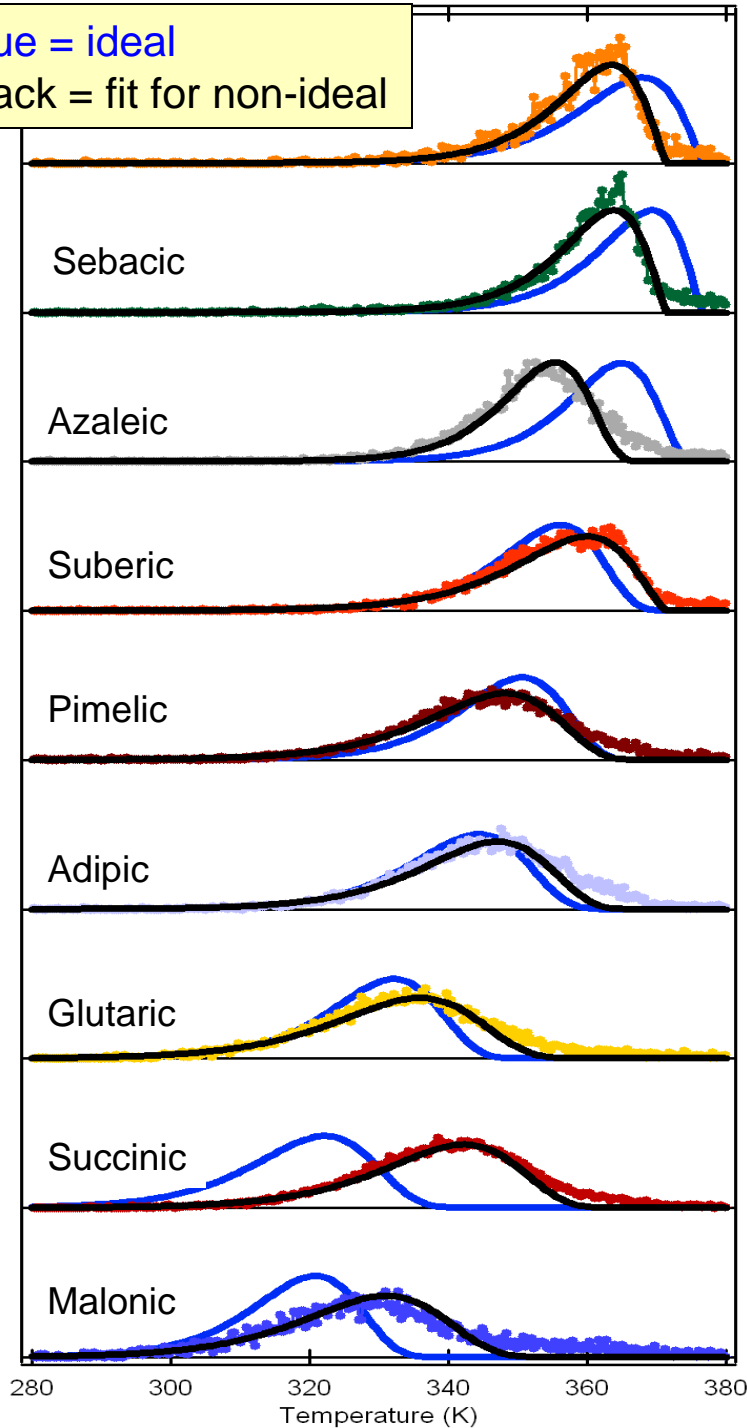 ue = ideal
ack = fit for non-ideal
Sebacic
Azaleic
Suberic
Pimelic
Adipic
Glutaric
Succinic
Malonic
280 300 320 340 360 380
Temperature (K)